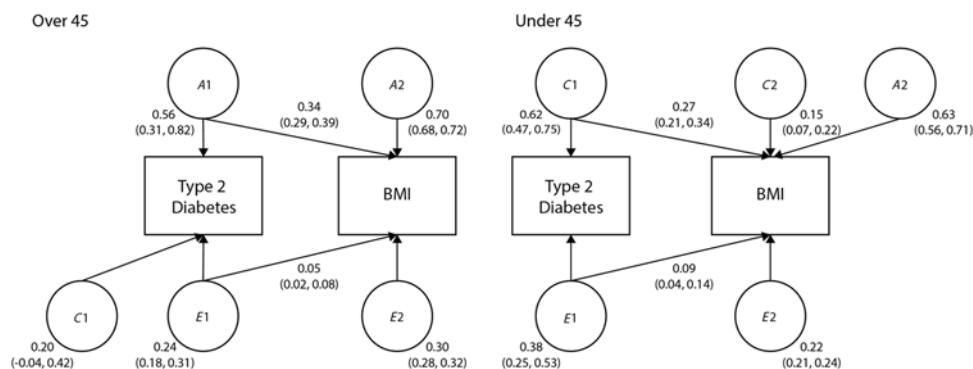 Over 45
A1
A2
0.56
(0.31, 0.82)
0.34
(0.29, 0.39)
0.70
(0.68, 0.72)
Type 2
Diabetes
BMI
0.05
(0.02, 0.08)
C1
E1
E2
0.20
(-0.04, 0.42)
0.24
(0.18, 0.31)
0.30
(0.28, 0.32)
Under 45
C1
C2
A2
0.62
(0.47, 0.75)
0.27
(0.21, 0.34)
0.15
(0.07, 0.22)
0.63
(0.56, 0.71)
Type 2
Diabetes
BMI
0.09
(0.04, 0.14)
E1
E2
0.38
(0.25, 0.53)
0.22
(0.21, 0.24)